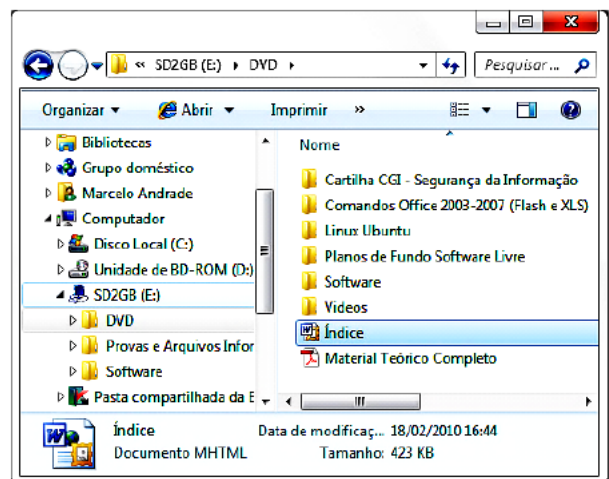 « SD2GB (E:) DVD
Pesquisar ...
Organizar Abrir Imprimir »
Bibliotecas
Grupo doméstico
Marcelo Andrade
Computador
Disco Local (C:)
Unidade de BD-ROM (D:)
SD2GB (E:)
DVD
Provas e Arquivos Infor
Software
Pasta compartilhada da E
Nome
Cartilha CGI - Segurança da Informação
Comandos Office 2003-2007 (Flash e XLS)
Linux Ubuntu
Planos de Fundo Software Livre
Software
Videos
Índice
Material Teórico Completo
Índice Data de modificaç... 18/02/2010 16:44
Documento MHTML Tamanho: 423 KB